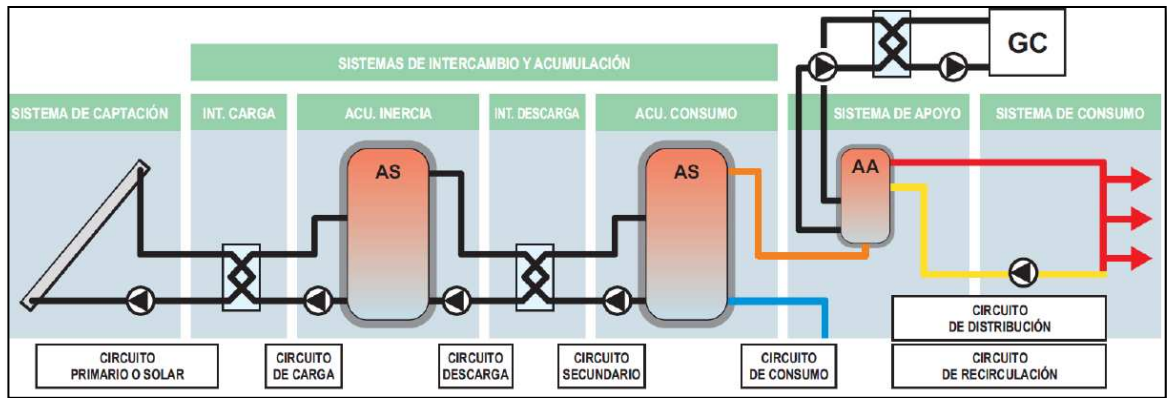 GC
SISTEMAS DE INTERCAMBIO Y ACUMULACIÓN
SISTEMA DE CAPTACIÓN
INT. CARGA
ACU. INERCIA
INT. DESCARGA
ACU. CONSUMO
SISTEMA DE APOYO
SISTEMA DE CONSUMO
AS
AS
AA
CIRCUITO
PRIMARIO O SOLAR
CIRCUITO
DE CARGA
CIRCUITO
DESCARGA
CIRCUITO
SECUNDARIO
CIRCUITO
DE CONSUMO
CIRCUITO
DE DISTRIBUCIÓN
CIRCUITO
DE RECIRCULACIÓN